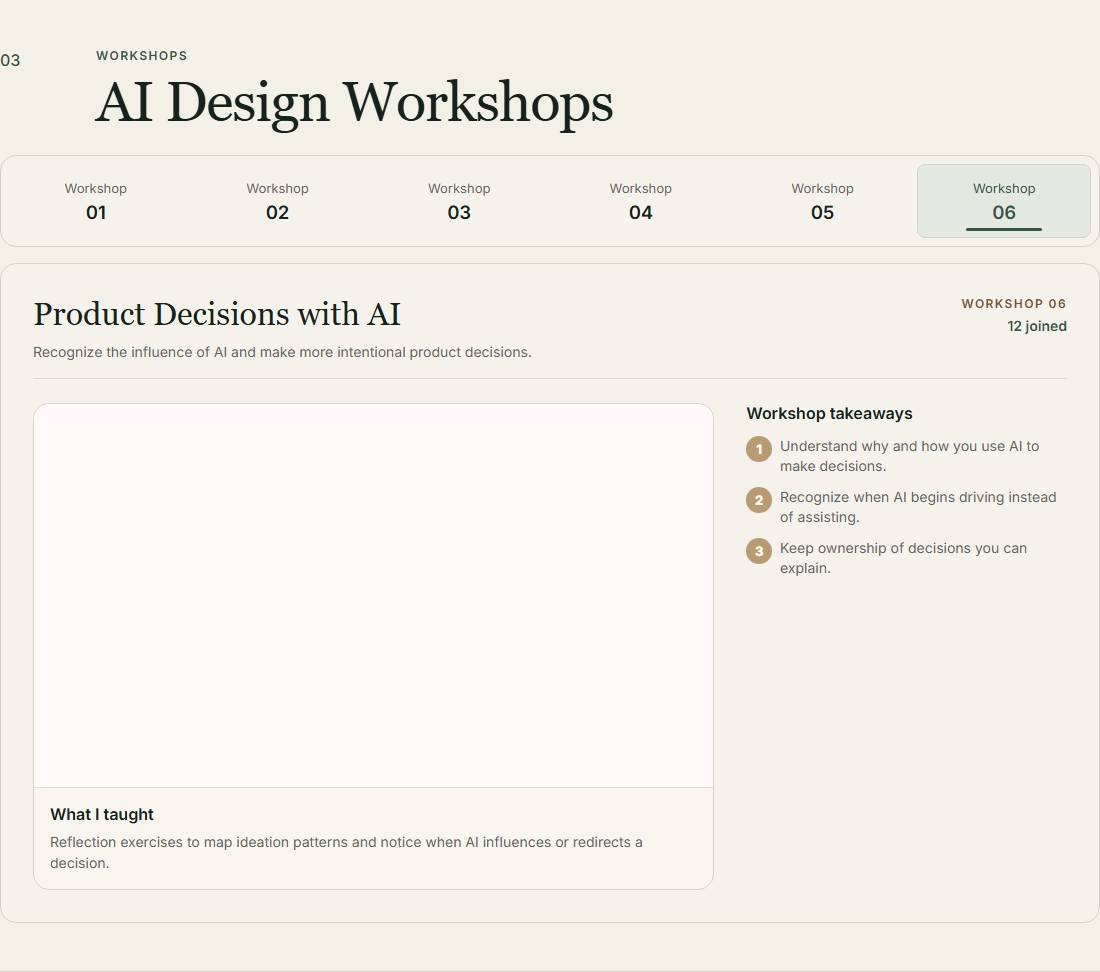 03
WORKSHOPS
AI Design Workshops
Workshop
01
Workshop
02
Workshop
03
Workshop
04
Workshop
05
Workshop
06
Product Decisions with AI
Recognize the influence of AI and make more intentional product decisions.
WORKSHOP 06
12 joined
What I taught
Reflection exercises to map ideation patterns and notice when AI influences or redirects a
decision.
Workshop takeaways
1
Understand why and how you use AI to
make decisions.
2
Recognize when AI begins driving instead
of assisting.
3
Keep ownership of decisions you can
explain.